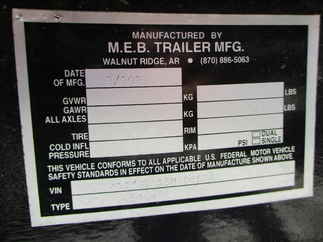 MANUFACTURED BY
M.E.B. TRAILER MFG.
WALNUT RIDGE, AR • (870) 886-5063
DATE OF MFG.
GVWR KG LBS
GAWR ALL AXLES KG LBS
TIRE RIM
COLD INFL PRESSURE KPA PSI DUAL SINGLE
THIS VEHICLE CONFORMS TO ALL APPLICABLE U.S. FEDERAL MOTOR VEHICLE
SAFETY STANDARDS IN EFFECT ON THE DATE OF MANUFACTURE SHOWN ABOVE
VIN
TYPE